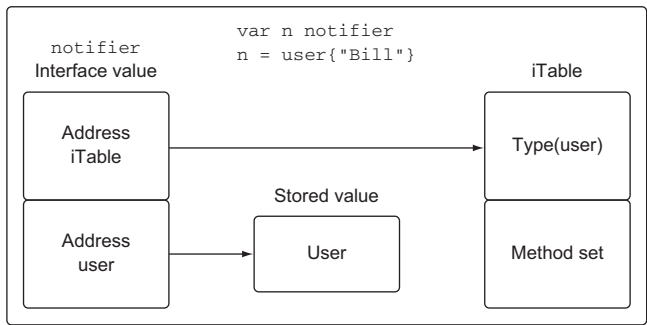 var n notifier
n = user{"Bill"}
notifier
Interface value
iTable
Address
iTable
Type(user)
Stored value
Address
user
User
Method set